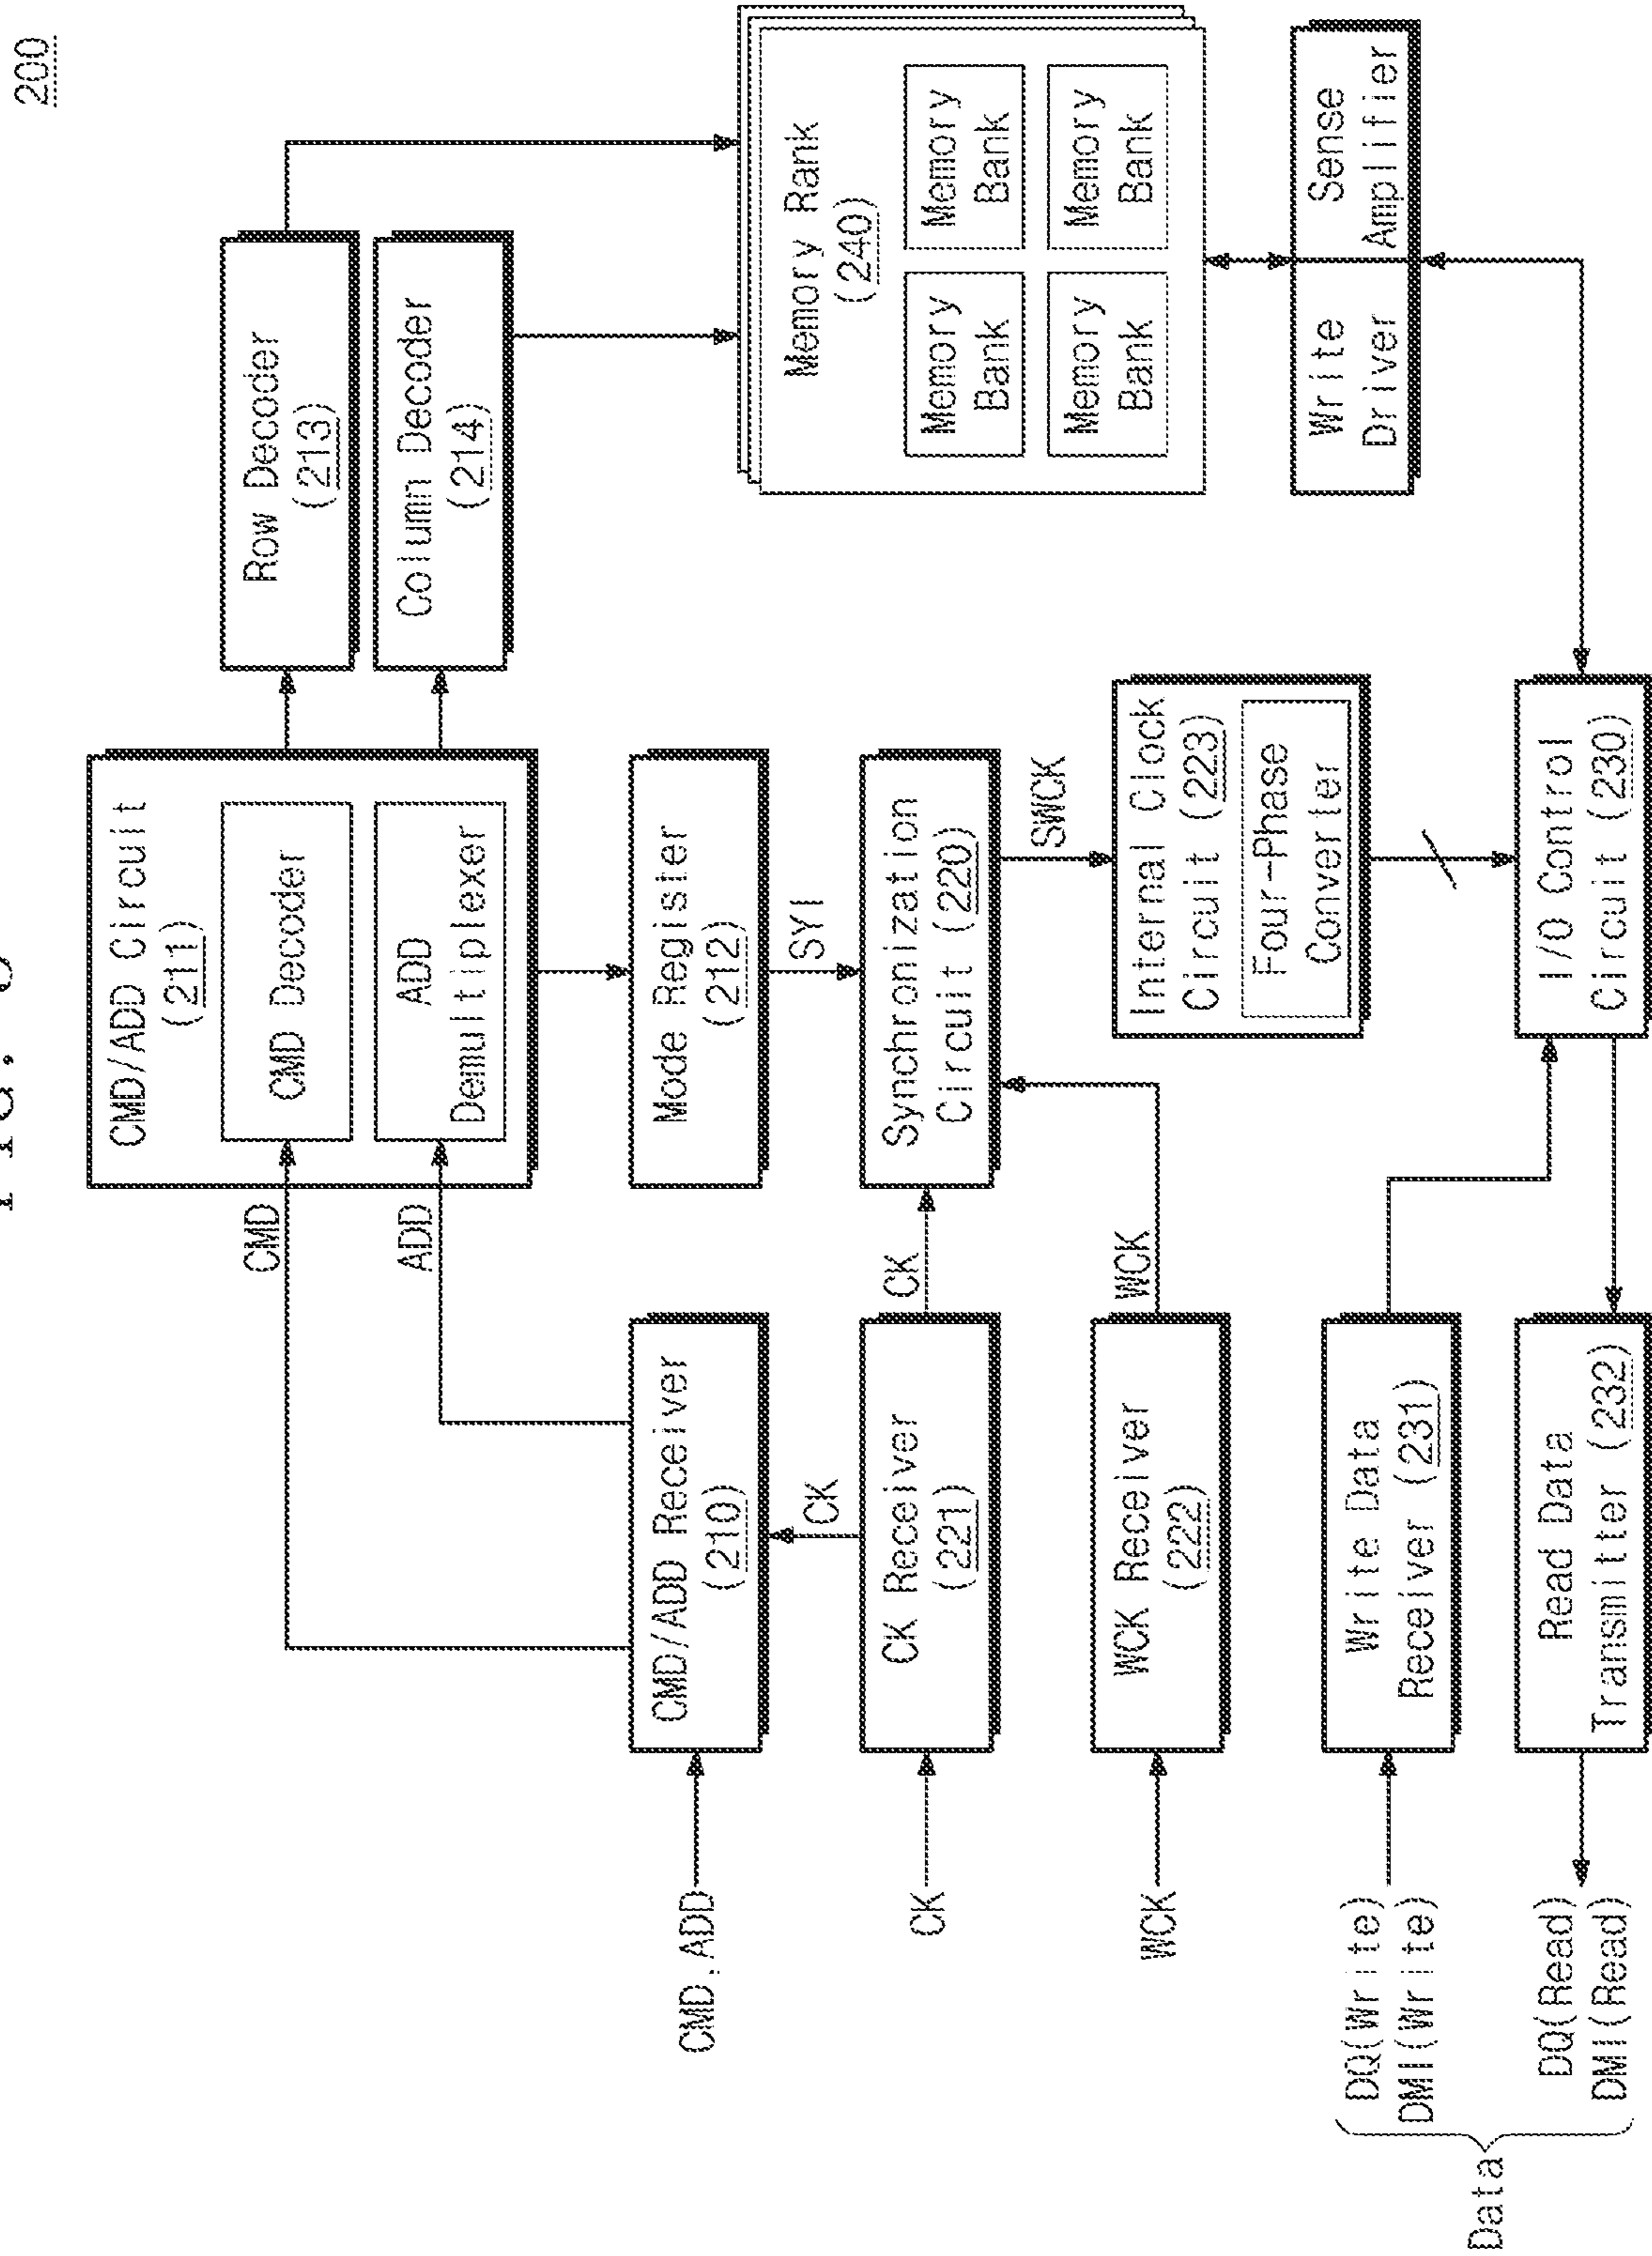 200
CMD/ADD Circuit
(211)
CMD Decoder
ADD
Demultiplexer
Row Decoder
(213)
Column Decoder
(214)
CMD
ADD
CMD/ADD Receiver
(210)
CMD,ADD
Mode Register
(212)
SYI
CK
CK Receiver
(221)
CK
CK
Synchronization
Circuit (220)
SWCK
WCK Receiver
(222)
WCK
WCK
Internal Clock
Circuit (223)
Four-Phase
Converter
Memory Rank
(240)
Memory
Bank
Memory
Bank
Memory
Bank
Memory
Bank
Write
Driver
Sense
Amplifier
Data
DQ(Write)
DMI(Write)
Write Data
Receiver (231)
DQ(Read)
DMI(Read)
Read Data
Transmitter (232)
I/O Control
Circuit (230)